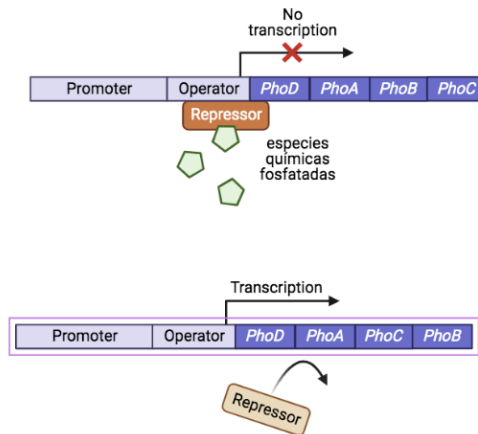 No
transcription
Promoter Operator PhoD PhoA PhoB PhoC
Repressor
especies
químicas
fosfatadas
Transcription
Promoter Operator PhoD PhoA PhoC PhoB
Repressor